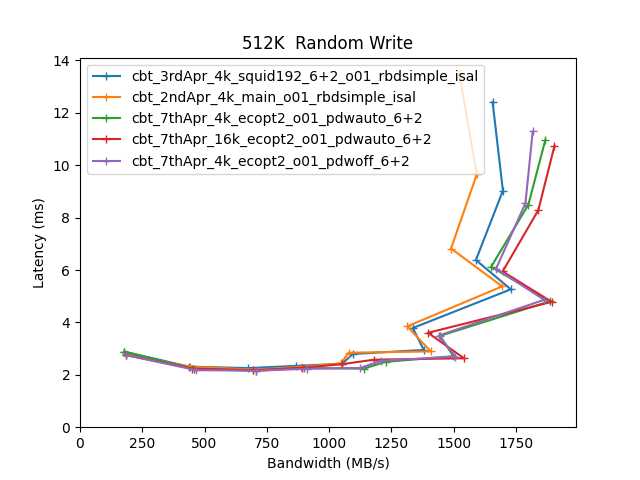 512K  Random Write
14
12
10
8
6
4
2
0
Latency (ms)
cbt_3rdApr_4k_squid192_6+2_o01_rbdsimple_isal
cbt_2ndApr_4k_main_o01_rbdsimple_isal
cbt_7thApr_4k_ecopt2_o01_pdwauto_6+2
cbt_7thApr_16k_ecopt2_o01_pdwauto_6+2
cbt_7thApr_4k_ecopt2_o01_pdwoff_6+2
0 250 500 750 1000 1250 1500 1750
Bandwidth (MB/s)